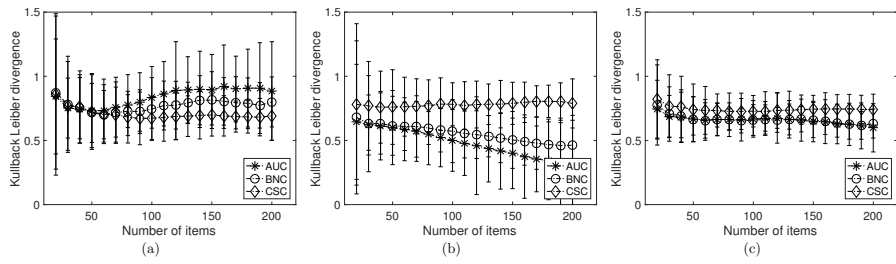 1.5
1
0.5
0
Kullback Leibler divergence
50
100
150
200
Number of items
AUC
BNC
CSC
(a)
1.5
1
0.5
0
Kullback Leibler divergence
50
100
150
200
Number of items
AUC
BNC
CSC
(b)
1.5
1
0.5
0
Kullback Leibler divergence
50
100
150
200
Number of items
AUC
BNC
CSC
(c)